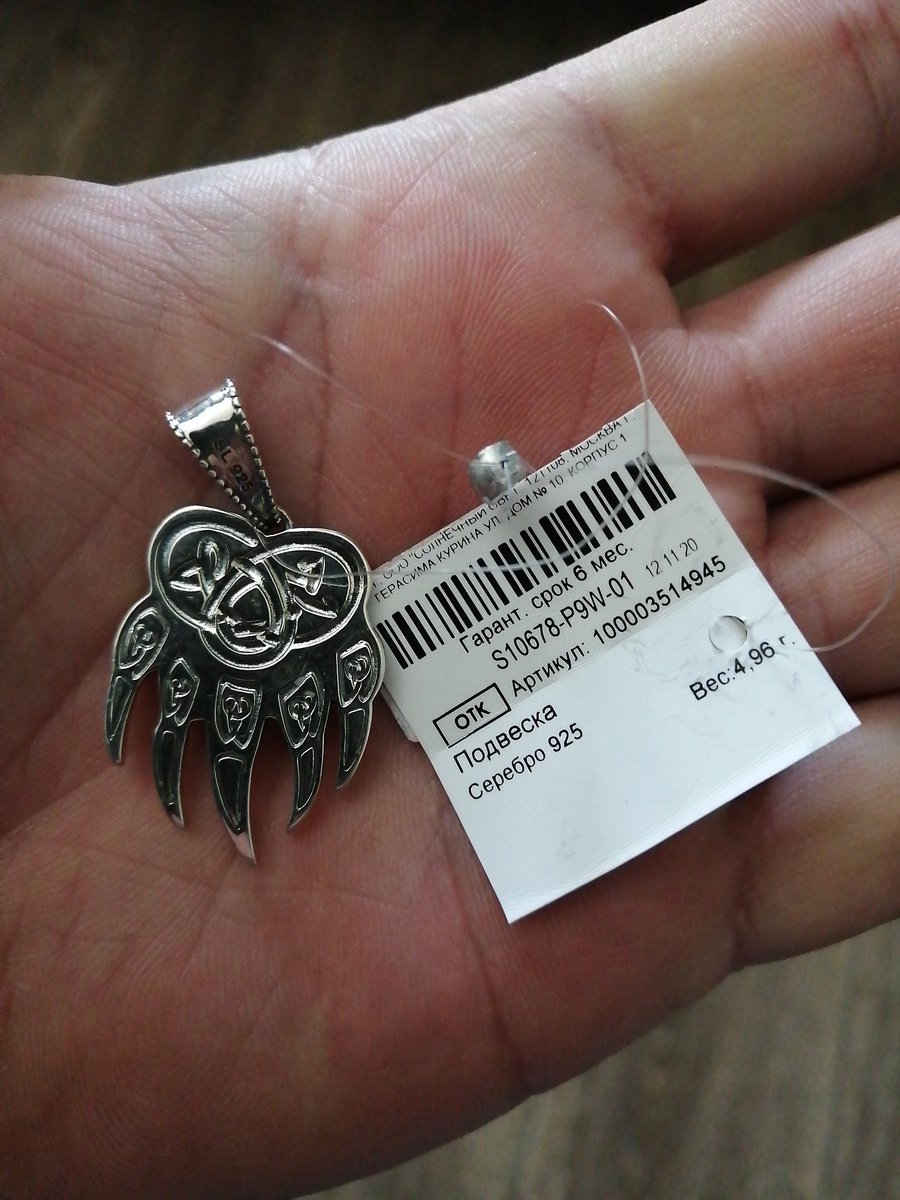 SL 925
ООО "СОЛНЕЧНЫЙ 121108, МОСКВА Г,
ГЕРАСИМА КУРИНА УЛ, ДОМ № 10 КОРПУС 1
Гарант. срок 6 мес.
S10678-P9W-01 12.11.20
Артикул: 100003514945
ОТК
Вес:4,96 г.
Подвеска
Серебро 925